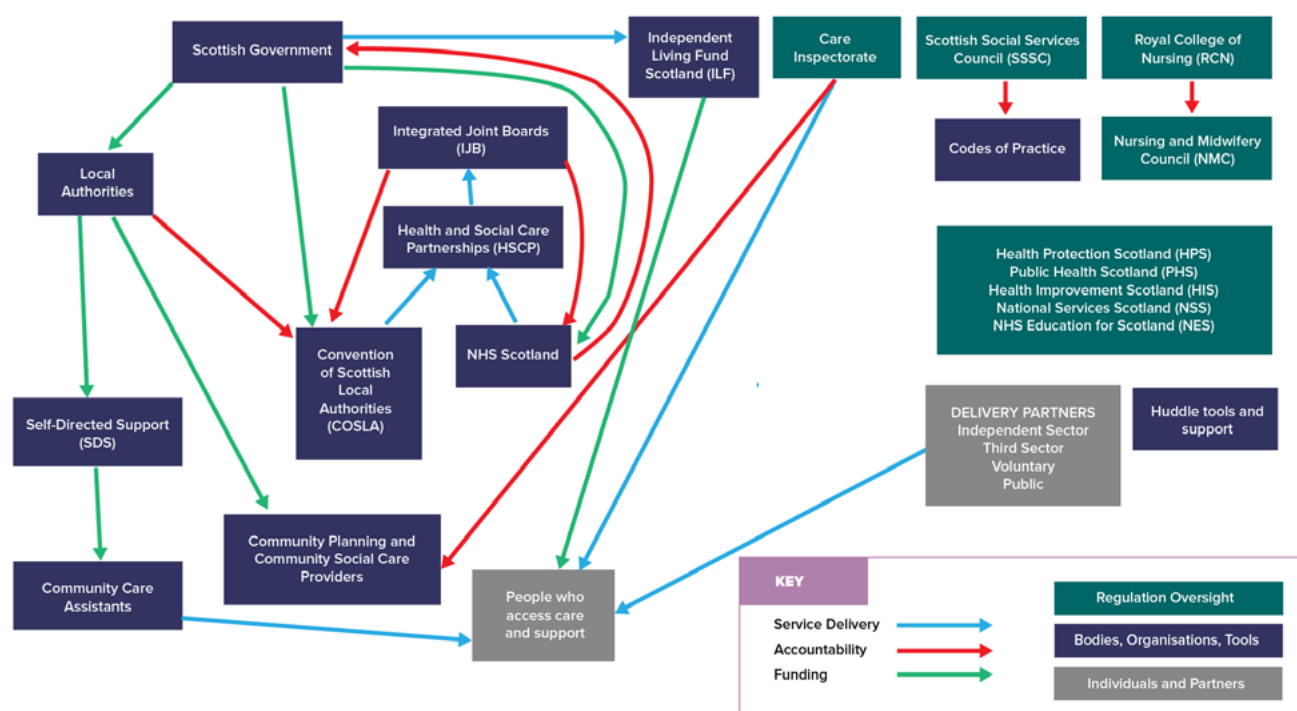 Scottish Government
Independent
Living Fund
Scotland (ILF)
Care
Inspectorate
Scottish Social Services
Council (SSSC)
Royal College of
Nursing (RCN)
Integrated Joint Boards
(IJB)
Codes of Practice
Nursing and Midwifery
Council (NMC)
Local
Authorities
Health and Social Care
Partnerships (HSCP)
Health Protection Scotland (HPS)
Public Health Scotland (PHS)
Health Improvement Scotland (HIS)
National Services Scotland (NSS)
NHS Education for Scotland (NES)
Convention
of Scottish
Local
Authorities
(COSLA)
NHS Scotland
Self-Directed Support
(SDS)
DELIVERY PARTNERS
Independent Sector
Third Sector
Voluntary
Public
Huddle tools and
support
Community Planning and
Community Social Care
Providers
Community Care
Assistants
People who
access care
and support
KEY
Service Delivery
Accountability
Funding
Regulation Oversight
Bodies, Organisations, Tools
Individuals and Partners